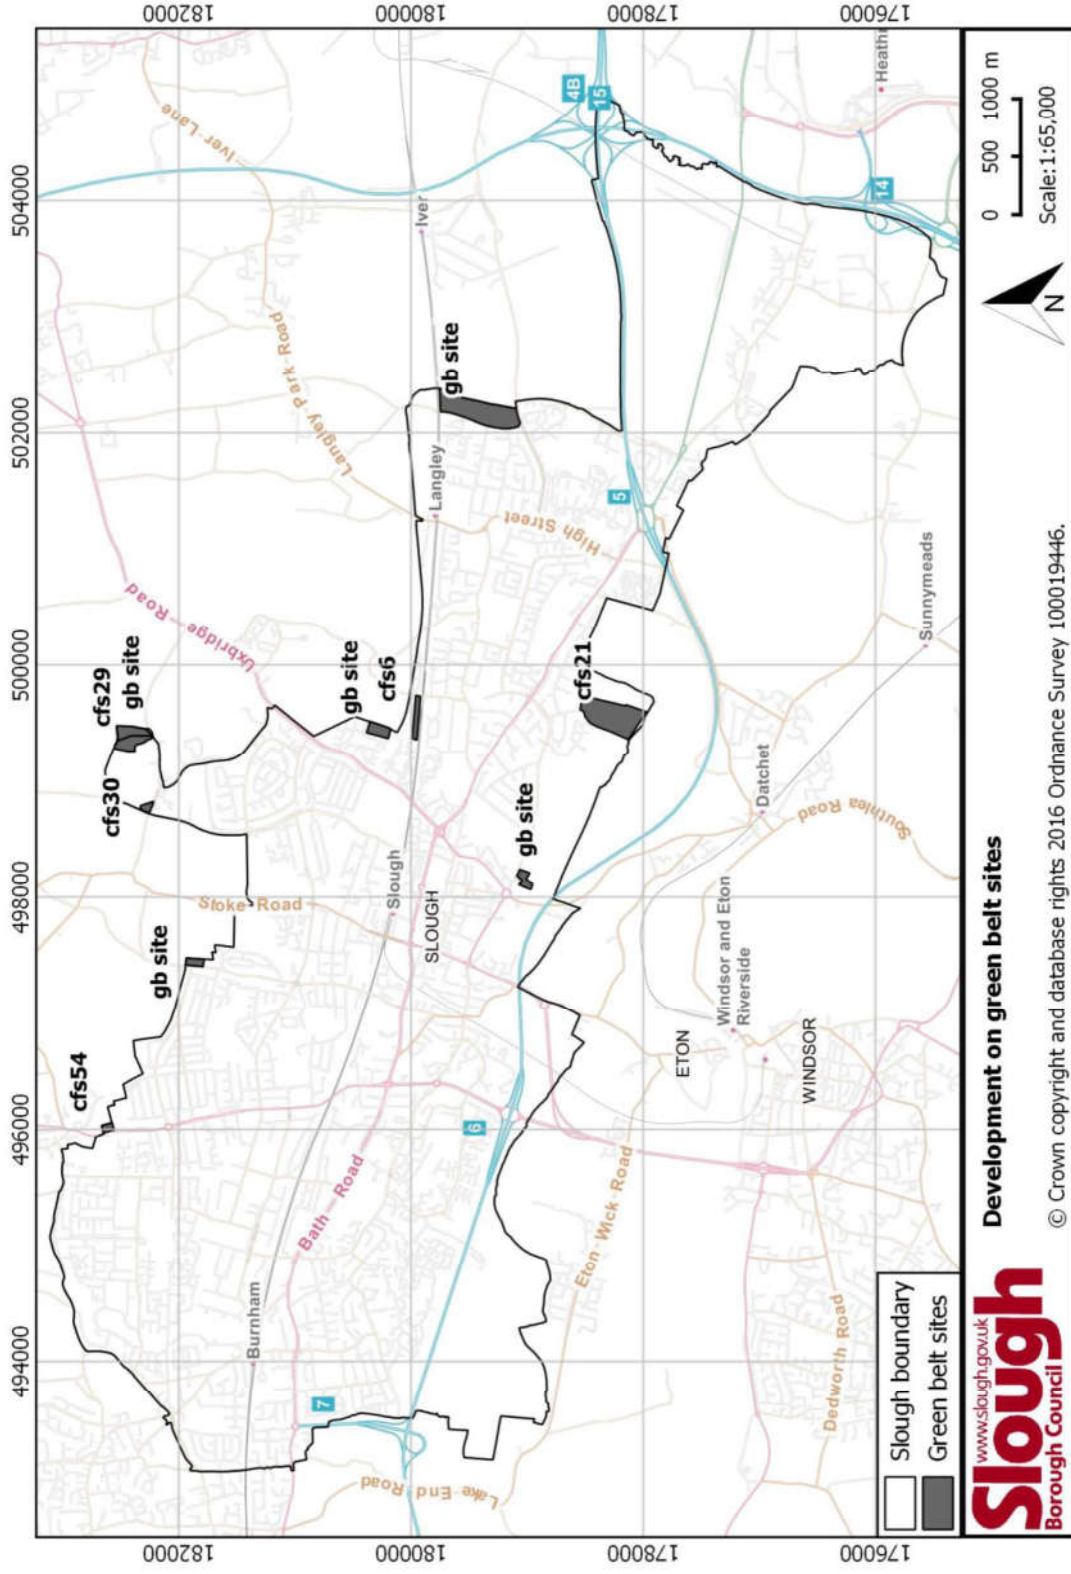 494000
496000
498000
500000
502000
504000
182000
180000
178000
176000
182000
180000
178000
176000
cfs54
gb site
cfs30
cfs29
gb site
gb site
cfs6
gb site
gb site
cfs21
Uxbridge Road
Langley Park Road
Iver Lane
Stoke Road
High Street
Bath Road
Lake End Road
Eton Wick Road
Dedworth Road
Southlea Road
Burnham
Slough
Langley
Iver
SLOUGH
ETON
WINDSOR
Windsor and Eton
Riverside
Datchet
Sunnymeads
Heathr
7
6
5
4B
15
14
Slough boundary
Green belt sites
Slough
www.slough.gov.uk
Borough Council
Development on green belt sites
© Crown copyright and database rights 2016 Ordnance Survey 100019446.
N
0 500 1000 m
Scale:1:65,000